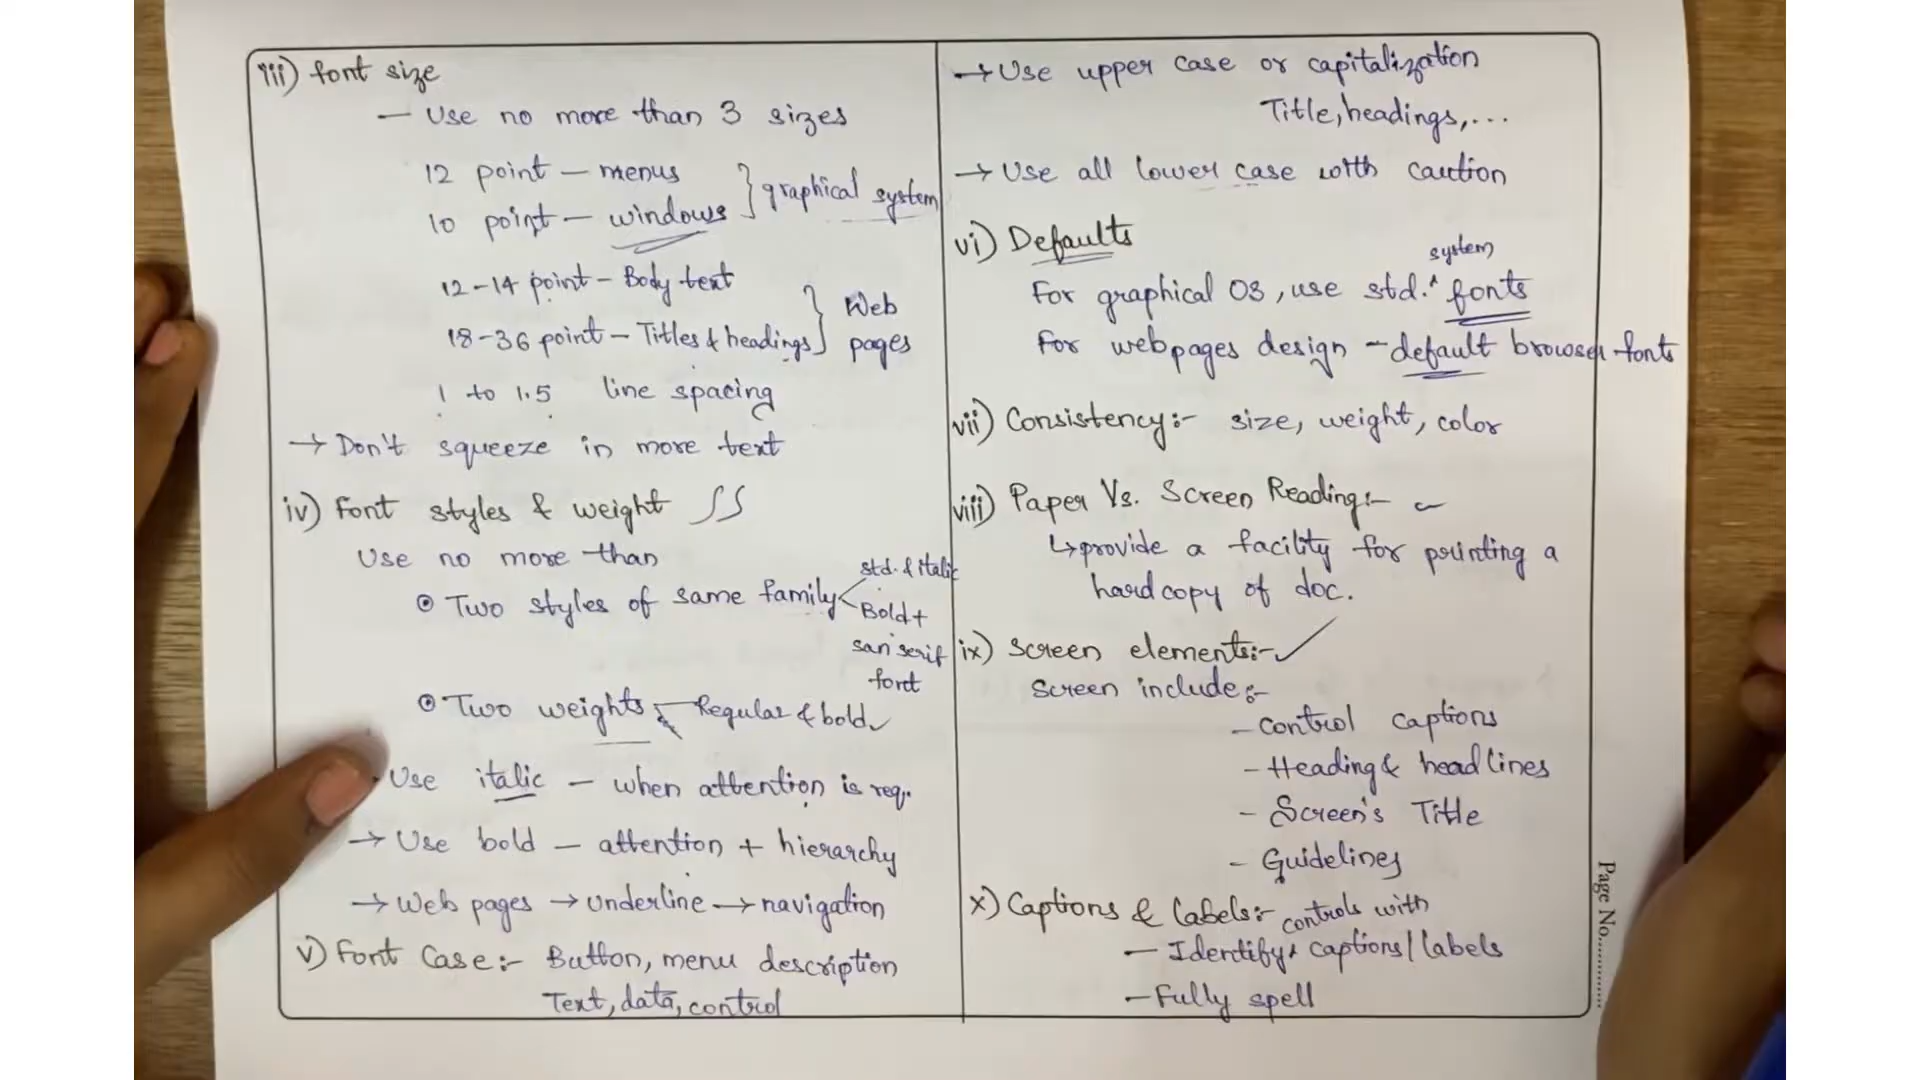 iii) font size
— Use no more than 3 sizes
12 point — menus
10 point — windows } graphical system
12-14 point — Body text
18-36 point — Titles & headings } Web pages
1 to 1.5 line spacing
→ Don't squeeze in more text
iv) Font styles & weight
Use no more than
⊙ Two styles of same family < std. & italic
Bold +
san serif
font
⊙ Two weights Regular & bold
Use italic — when attention is req.
→ Use bold — attention + hierarchy
→ Web pages → underline → navigation
v) Font Case:- Button, menu description
Text, data, control
→ Use upper case or capitalization
Title, headings, ...
→ Use all lower case with caution
vi) Defaults
For graphical OS, use std. ^ system fonts
For webpages design - default browser fonts
vii) Consistency:- size, weight, color
viii) Paper Vs. Screen Reading:-
↳ provide a facility for printing a
hard copy of doc.
ix) Screen elements:-
Screen include:-
- Control captions
- Heading & headlines
- Screen's Title
- Guidelines
x) Captions & Labels:-
— Identify ^ controls with captions/labels
— Fully spell
Page No............